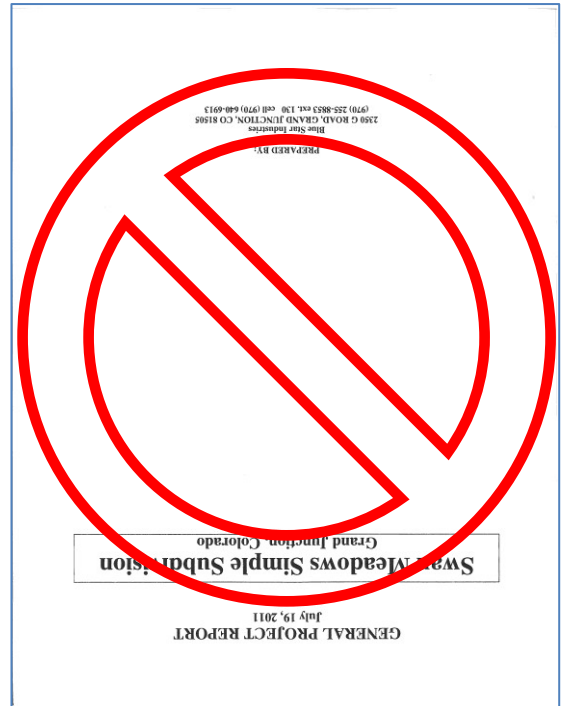 GENERAL PROJECT REPORT
July 19, 2011
Swan Meadows Simple Subdivision
Grand Junction, Colorado
PREPARED BY:
Blue Star Industries
2350 G ROAD, GRAND JUNCTION, CO 81505
(970) 255-8853 ext. 130 cell (970) 640-6913